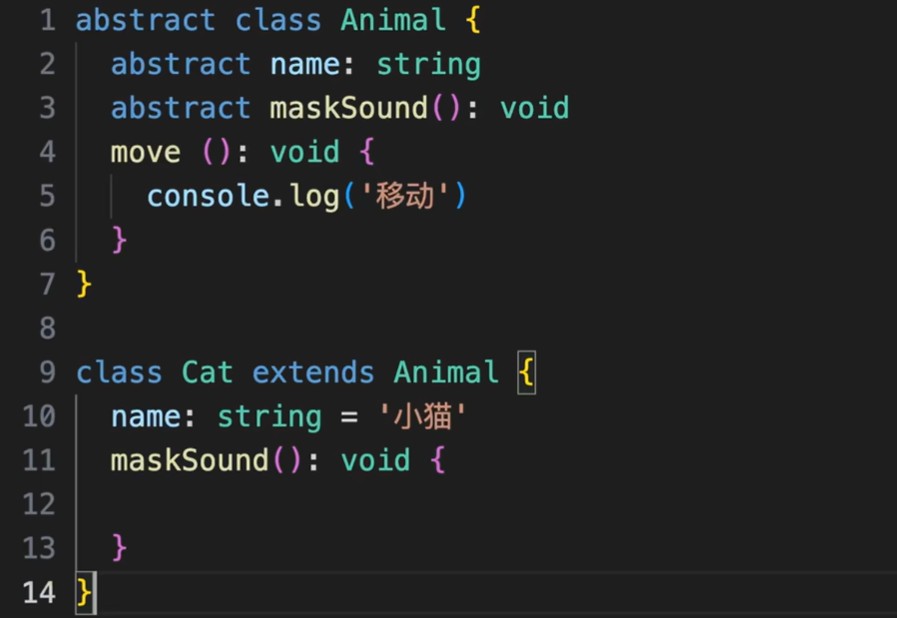 1 abstract class Animal {
2   abstract name: string
3   abstract maskSound(): void
4   move (): void {
5     console.log('移动')
6   }
7 }
8
9 class Cat extends Animal {
10   name: string = '小猫'
11   maskSound(): void {
12
13   }
14 }